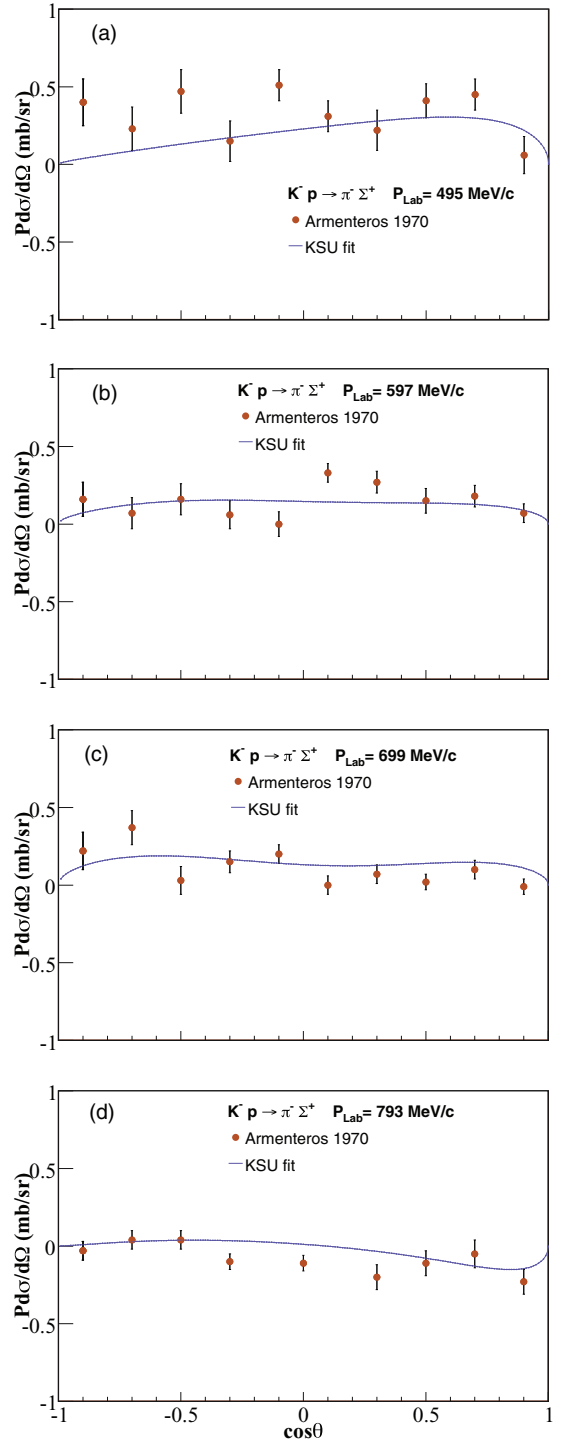 (a)
1
0.5
0
-0.5
-1
Pdσ/dΩ (mb/sr)
K⁻ p → π⁻ Σ⁺ P_Lab= 495 MeV/c
Armenteros 1970
KSU fit
(b)
1
0.5
0
-0.5
-1
Pdσ/dΩ (mb/sr)
K⁻ p → π⁻ Σ⁺ P_Lab= 597 MeV/c
Armenteros 1970
KSU fit
(c)
1
0.5
0
-0.5
-1
Pdσ/dΩ (mb/sr)
K⁻ p → π⁻ Σ⁺ P_Lab= 699 MeV/c
Armenteros 1970
KSU fit
(d)
1
0.5
0
-0.5
-1
Pdσ/dΩ (mb/sr)
K⁻ p → π⁻ Σ⁺ P_Lab= 793 MeV/c
Armenteros 1970
KSU fit
-1 -0.5 0 0.5 1
cosθ